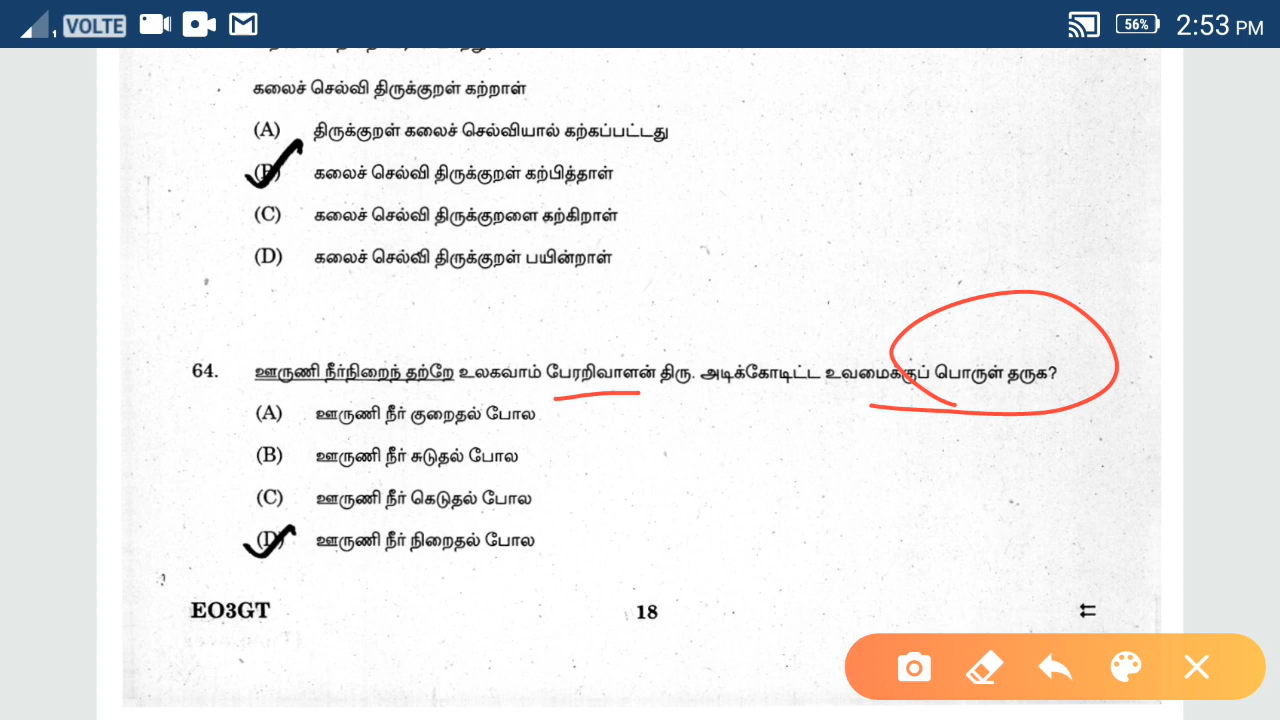 1 VOLTE 56% 2:53 PM
கலைச் செல்வி திருக்குறள் கற்றாள்
(A) திருக்குறள் கலைச் செல்வியால் கற்கப்பட்டது
(B) கலைச் செல்வி திருக்குறள் கற்பித்தாள்
(C) கலைச் செல்வி திருக்குறளை கற்கிறாள்
(D) கலைச் செல்வி திருக்குறள் பயின்றாள்
64. ஊருணி நீர்நிறைந் தற்றே உலகவாம் பேரறிவாளன் திரு. அடிக்கோடிட்ட உவமைக்குப் பொருள் தருக?
(A) ஊருணி நீர் குறைதல் போல
(B) ஊருணி நீர் சுடுதல் போல
(C) ஊருணி நீர் கெடுதல் போல
(D) ஊருணி நீர் நிறைதல் போல
EO3GT 18